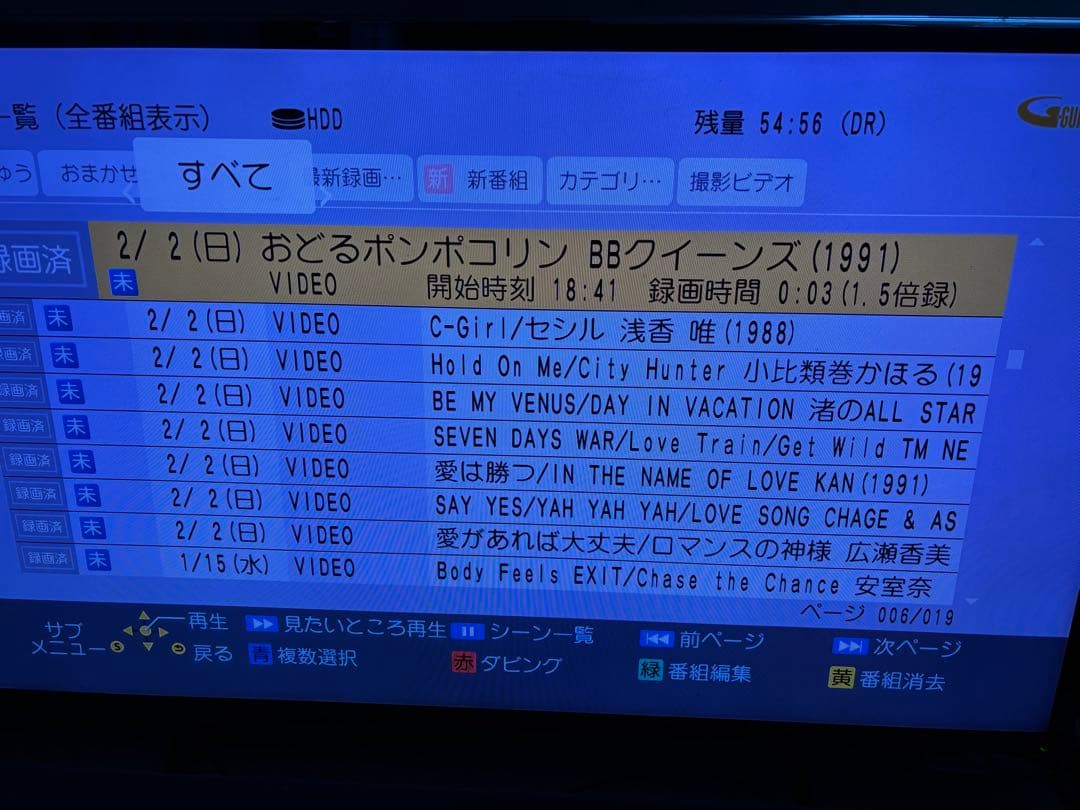 一覧（全番組表示） HDD 残量 54:56 (DR) G-GUI
ゅう おまかせ すべて 最新録画… 新 新番組 カテゴリ… 撮影ビデオ
録画済 2/ 2(日) おどるポンポコリン BBクイーンズ(1991)
未 VIDEO 開始時刻 18:41 録画時間 0:03(1.5倍録)
画済 未 2/ 2(日) VIDEO C-Girl/セシル 浅香 唯(1988)
画済 未 2/ 2(日) VIDEO Hold On Me/City Hunter 小比類巻かほる(19
録画済 未 2/ 2(日) VIDEO BE MY VENUS/DAY IN VACATION 渚のALL STAR
録画済 未 2/ 2(日) VIDEO SEVEN DAYS WAR/Love Train/Get Wild TM NE
録画済 未 2/ 2(日) VIDEO 愛は勝つ/IN THE NAME OF LOVE KAN(1991)
録画済 未 2/ 2(日) VIDEO SAY YES/YAH YAH YAH/LOVE SONG CHAGE & AS
録画済 未 2/ 2(日) VIDEO 愛があれば大丈夫/ロマンスの神様 広瀬香美
録画済 未 1/15(水) VIDEO Body Feels EXIT/Chase the Chance 安室奈
ページ 006/019
サブ
メニュー S 再生 見たいところ再生 シーン一覧 前ページ 次ページ
戻る 青 複数選択 赤 ダビング 緑 番組編集 黄 番組消去